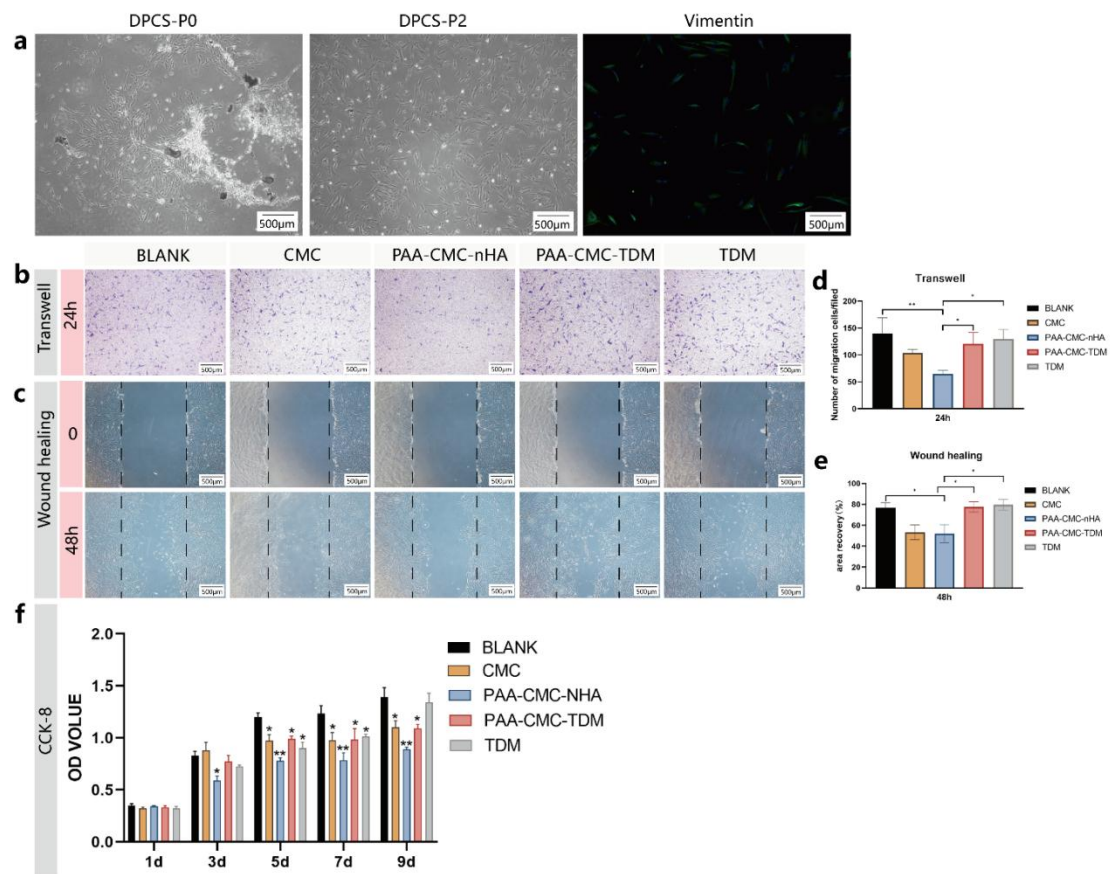 DPCS-P0 DPCS-P2 Vimentin
a
500μm 500μm 500μm
BLANK CMC PAA-CMC-nHA PAA-CMC-TDM TDM
b
Transwell
24h
500μm 500μm 500μm 500μm 500μm
c
Wound healing
0
500μm 500μm 500μm 500μm 500μm
48h
500μm 500μm 500μm 500μm 500μm
d
Transwell
Number of migration cells/filed
200
150
100
50
0
** * *
24h
BLANK
CMC
PAA-CMC-nHA
PAA-CMC-TDM
TDM
e
Wound healing
area recovery(%)
100
80
60
40
20
0
* * *
48h
BLANK
CMC
PAA-CMC-nHA
PAA-CMC-TDM
TDM
f
CCK-8
OD VOLUE
2.0
1.5
1.0
0.5
0.0
* * ** * * * ** * * * ** *
1d 3d 5d 7d 9d
BLANK
CMC
PAA-CMC-NHA
PAA-CMC-TDM
TDM